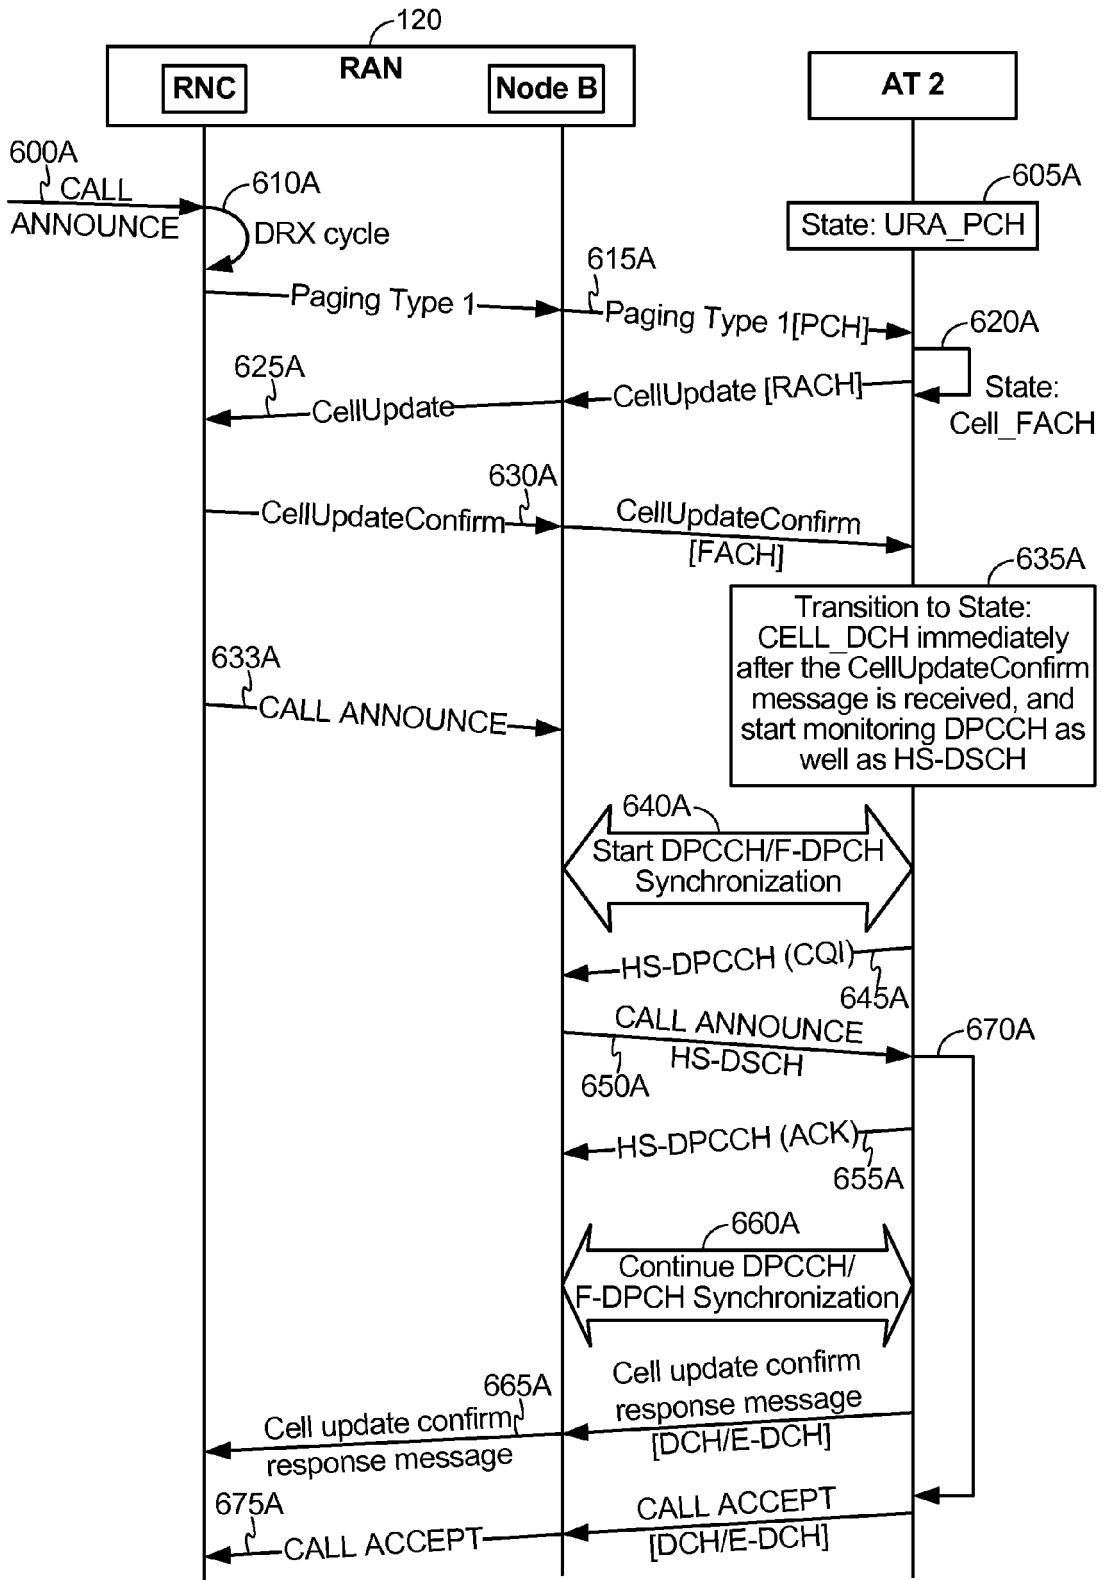 120
RAN
RNC
Node B
AT 2
600A
CALL
ANNOUNCE
610A
DRX cycle
605A
State: URA_PCH
615A
Paging Type 1
Paging Type 1[PCH]
620A
State:
Cell_FACH
625A
CellUpdate [RACH]
CellUpdate
630A
CellUpdateConfirm
CellUpdateConfirm
[FACH]
635A
Transition to State:
CELL_DCH immediately
after the CellUpdateConfirm
message is received, and
start monitoring DPCCH as
well as HS-DSCH
633A
CALL ANNOUNCE
640A
Start DPCCH/F-DPCH
Synchronization
HS-DPCCH (CQI)
645A
CALL ANNOUNCE
HS-DSCH
650A
670A
HS-DPCCH (ACK)
655A
660A
Continue DPCCH/
F-DPCH Synchronization
Cell update confirm
response message
[DCH/E-DCH]
665A
Cell update confirm
response message
675A
CALL ACCEPT
[DCH/E-DCH]
CALL ACCEPT